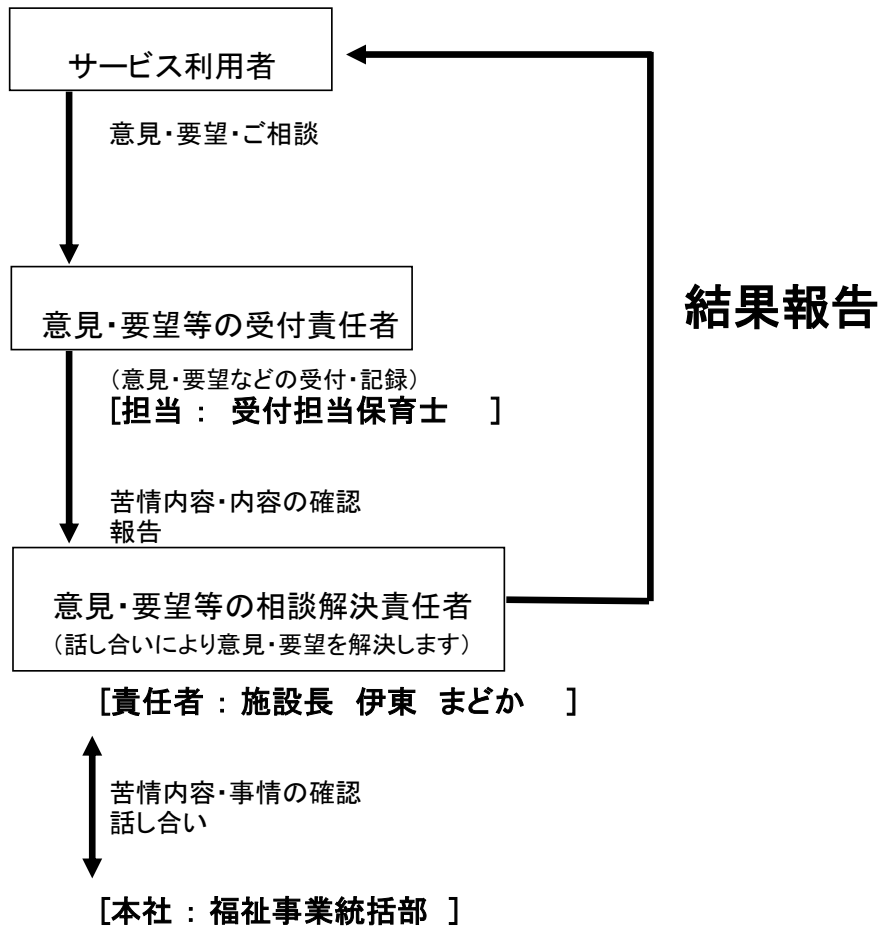 サービス利用者
意見・要望・ご相談
意見・要望等の受付責任者
（意見・要望などの受付・記録）
［担当 ： 受付担当保育士 ］
苦情内容・内容の確認
報告
意見・要望等の相談解決責任者
（話し合いにより意見・要望を解決します）
［責任者 ： 施設長 伊東 まどか ］
苦情内容・事情の確認
話し合い
［本社 ： 福祉事業統括部 ］
結果報告